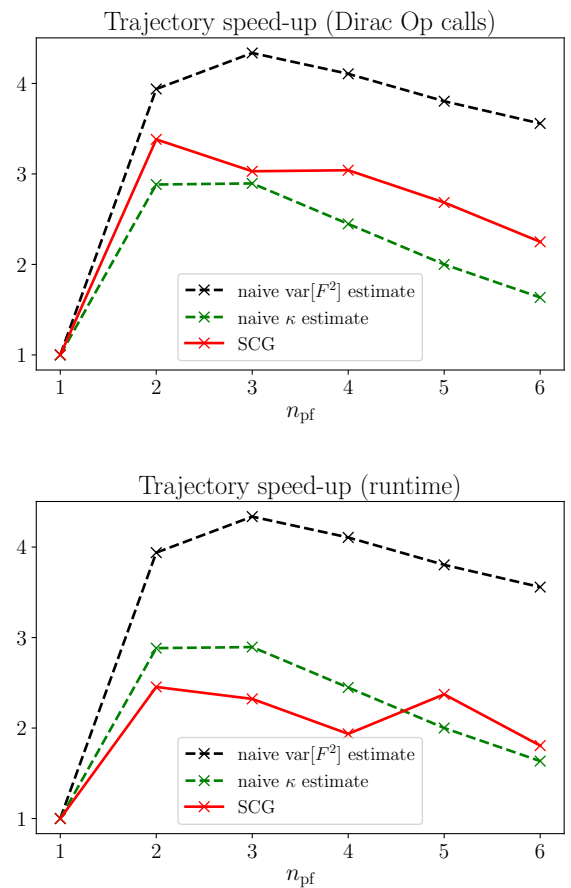 Trajectory speed-up (Dirac Op calls)
4
3
2
1
naive var[F²] estimate
naive κ estimate
SCG
1 2 3 4 5 6
n_pf
Trajectory speed-up (runtime)
4
3
2
1
naive var[F²] estimate
naive κ estimate
SCG
1 2 3 4 5 6
n_pf